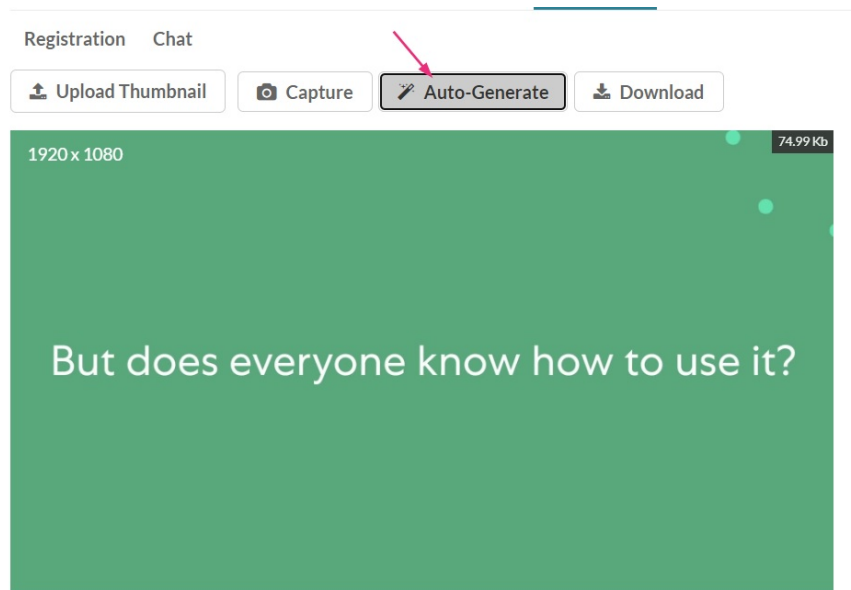 Registration Chat
Upload Thumbnail Capture Auto-Generate Download
1920 x 1080 74.99 Kb
But does everyone know how to use it?